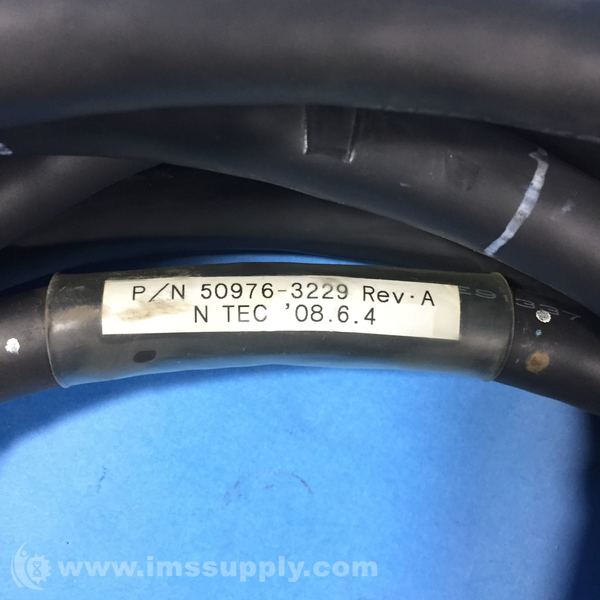 P/N 50976-3229 Rev·A
N TEC '08.6.4
www.imssupply.com